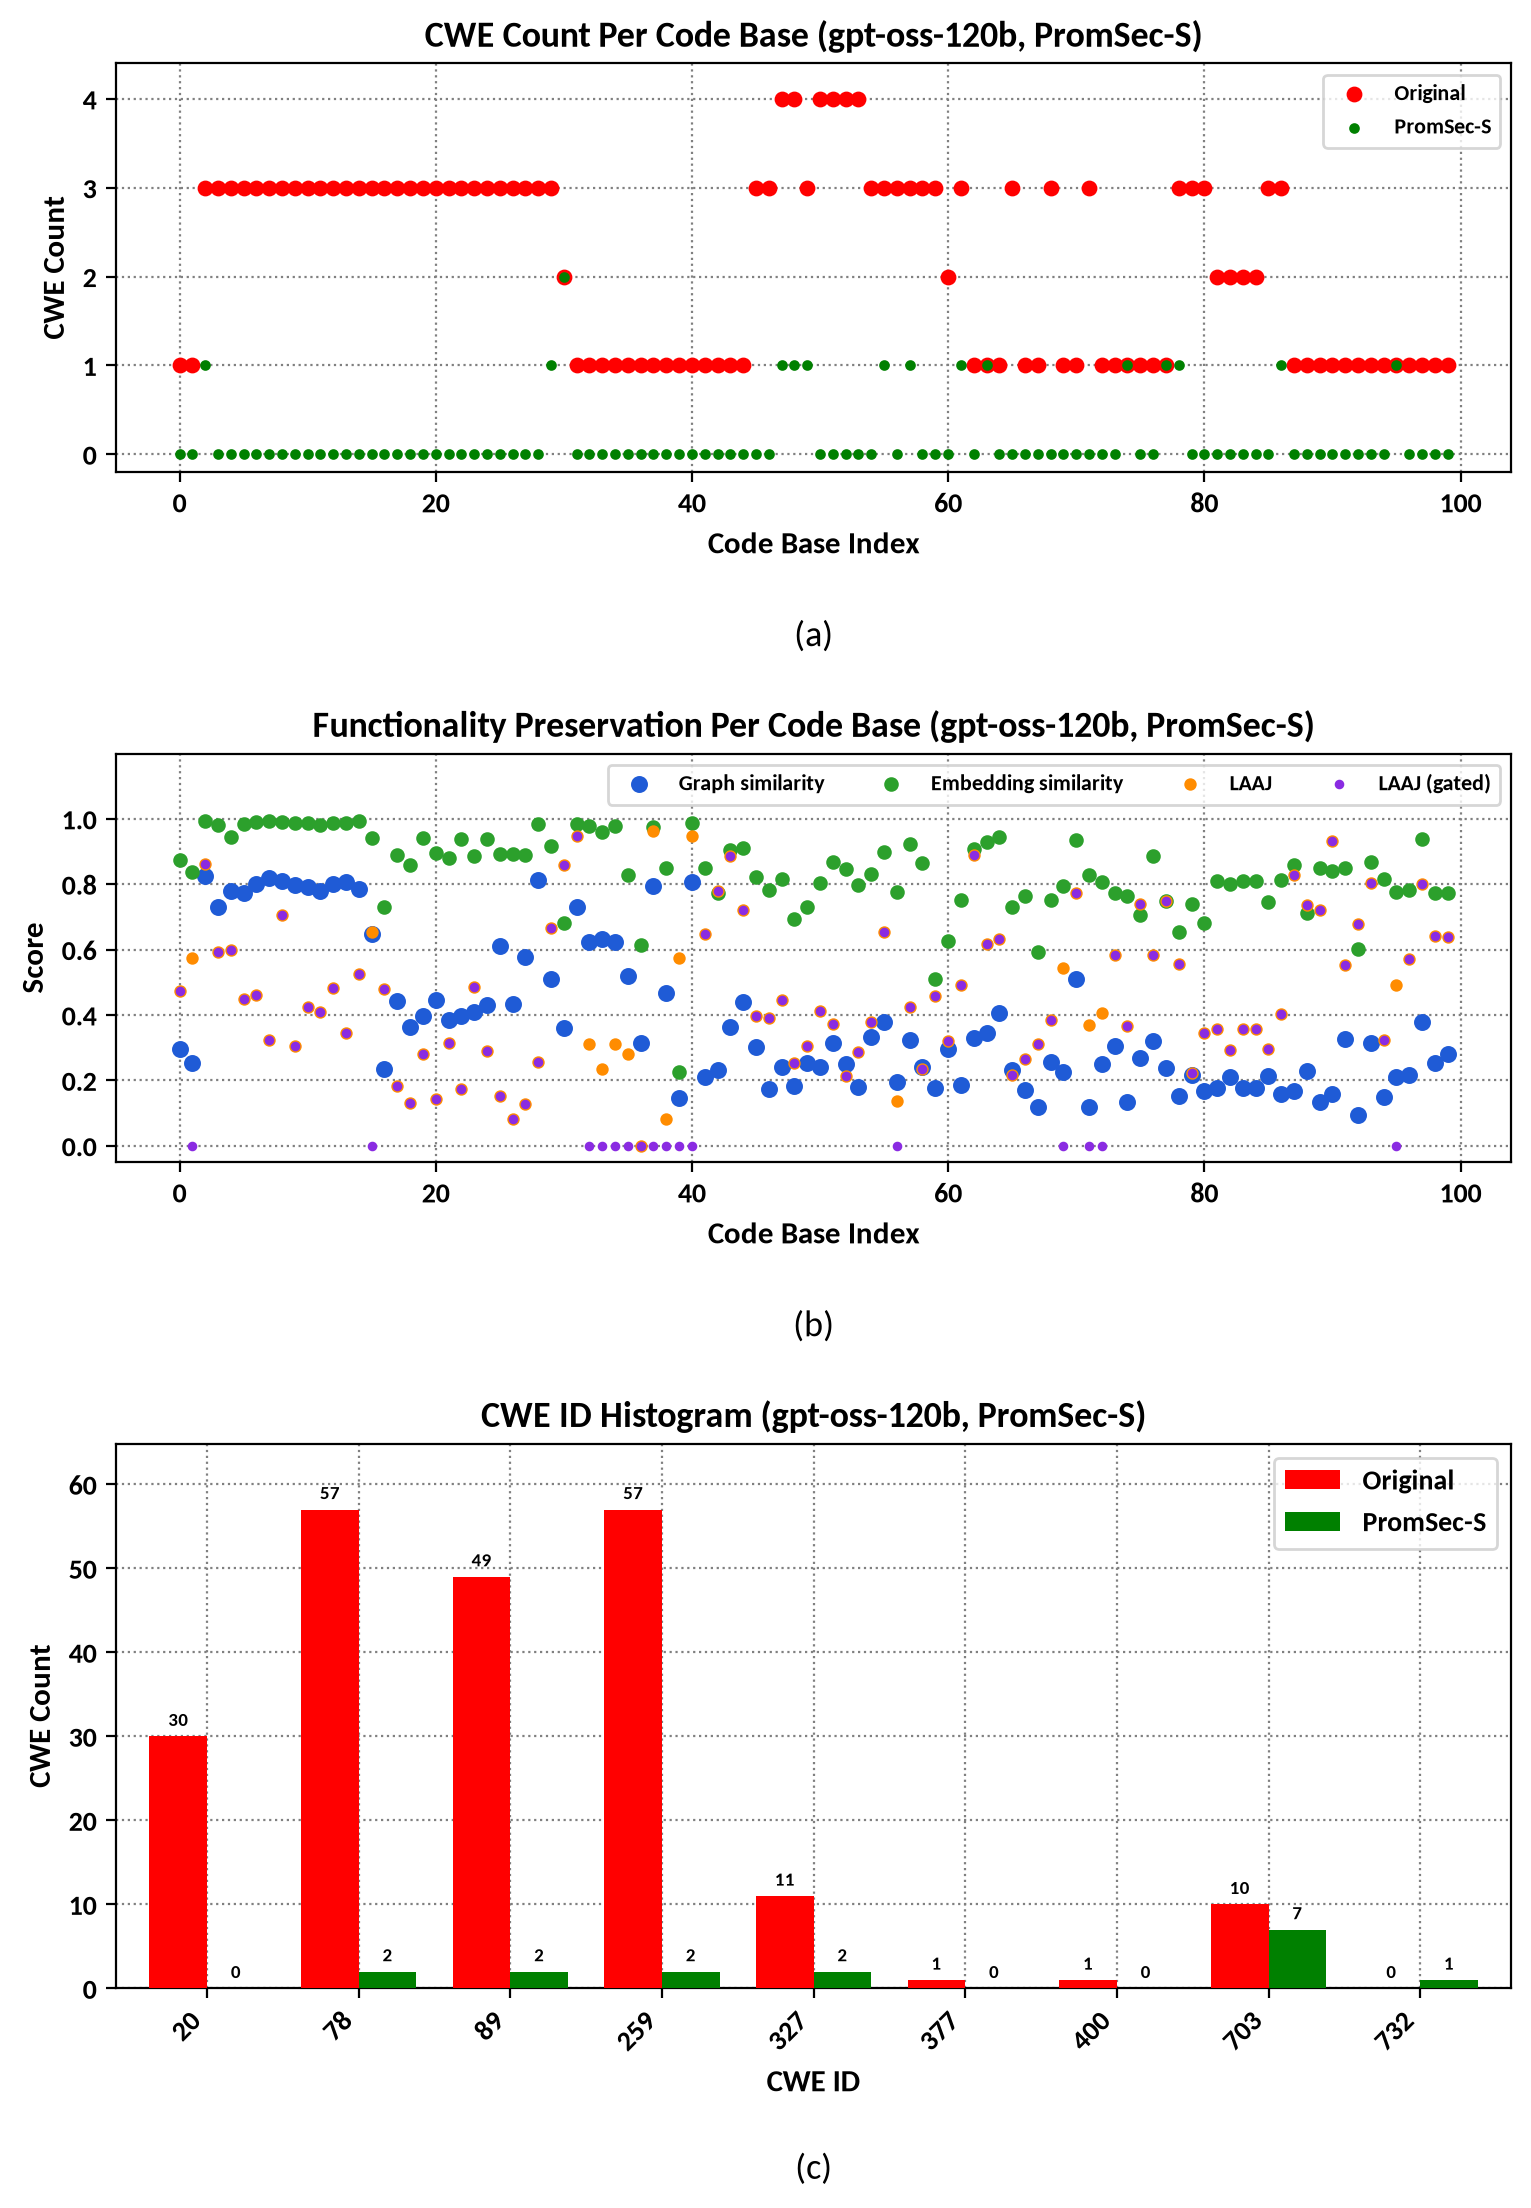 CWE Count Per Code Base (gpt-oss-120b, PromSec-S)
CWE Count
4
3
2
1
0
Original
PromSec-S
0 20 40 60 80 100
Code Base Index
(a)
Functionality Preservation Per Code Base (gpt-oss-120b, PromSec-S)
Graph similarity Embedding similarity LAAJ LAAJ (gated)
Score
1.0
0.8
0.6
0.4
0.2
0.0
0 20 40 60 80 100
Code Base Index
(b)
CWE ID Histogram (gpt-oss-120b, PromSec-S)
Original
PromSec-S
CWE Count
60
50
40
30
20
10
0
30 0 57 2 49 2 57 2 11 2 1 0 1 0 10 7 0 1
20 78 89 259 327 377 400 703 732
CWE ID
(c)